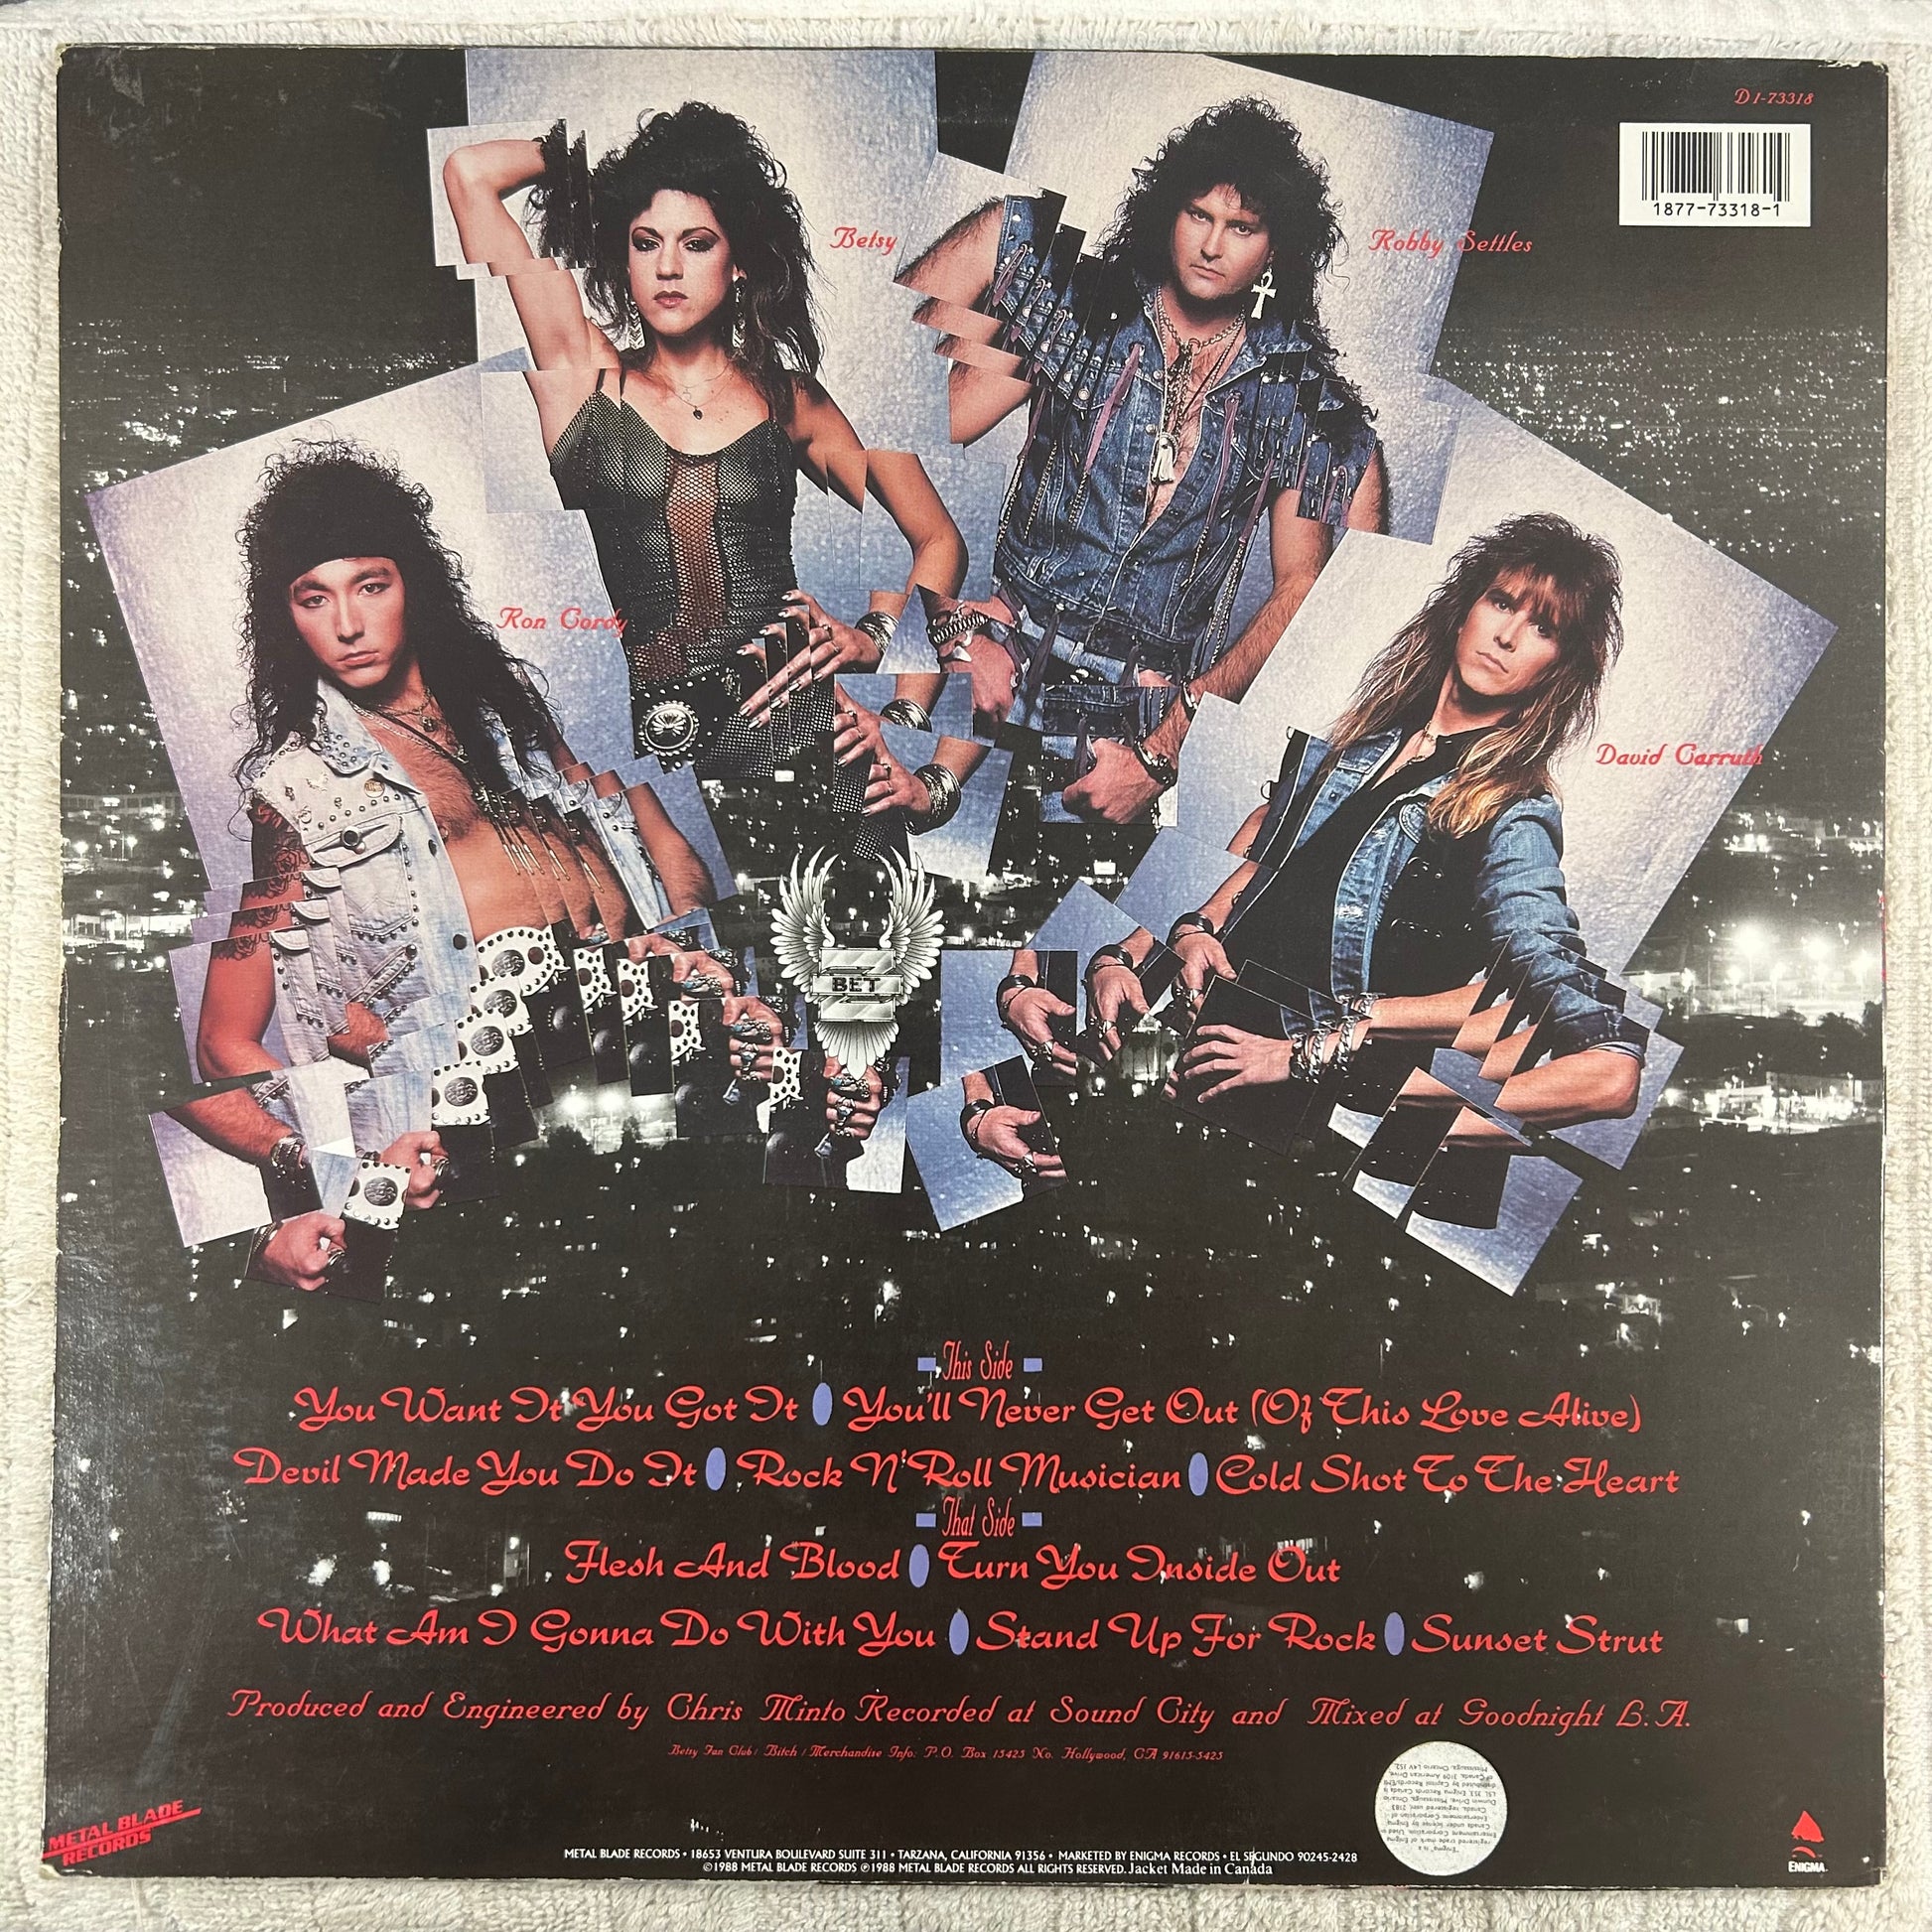 D 1-73318
1877-73318-1
Betsy
Robby Settles
Ron Cordy
David Carruth
BET
This Side
You Want It You Got It You'll Never Get Out (Of This Love Alive)
Devil Made You Do It Rock N' Roll Musician Cold Shot To The Heart
That Side
Flesh And Blood Turn You Inside Out
What Am I Gonna Do With You Stand Up For Rock Sunset Strut
Produced and Engineered by Chris Minto Recorded at Sound City and Mixed at Goodnight L.A.
Betsy Fan Club / Bitch / Merchandise Info: P.O. Box 15425 No. Hollywood, CA 91615-5425
METAL BLADE
RECORDS
METAL BLADE RECORDS • 18653 VENTURA BOULEVARD SUITE 311 • TARZANA, CALIFORNIA 91356 • MARKETED BY ENIGMA RECORDS • EL SEGUNDO 90245-2428
©1988 METAL BLADE RECORDS ℗1988 METAL BLADE RECORDS ALL RIGHTS RESERVED. Jacket Made in Canada
ENIGMA